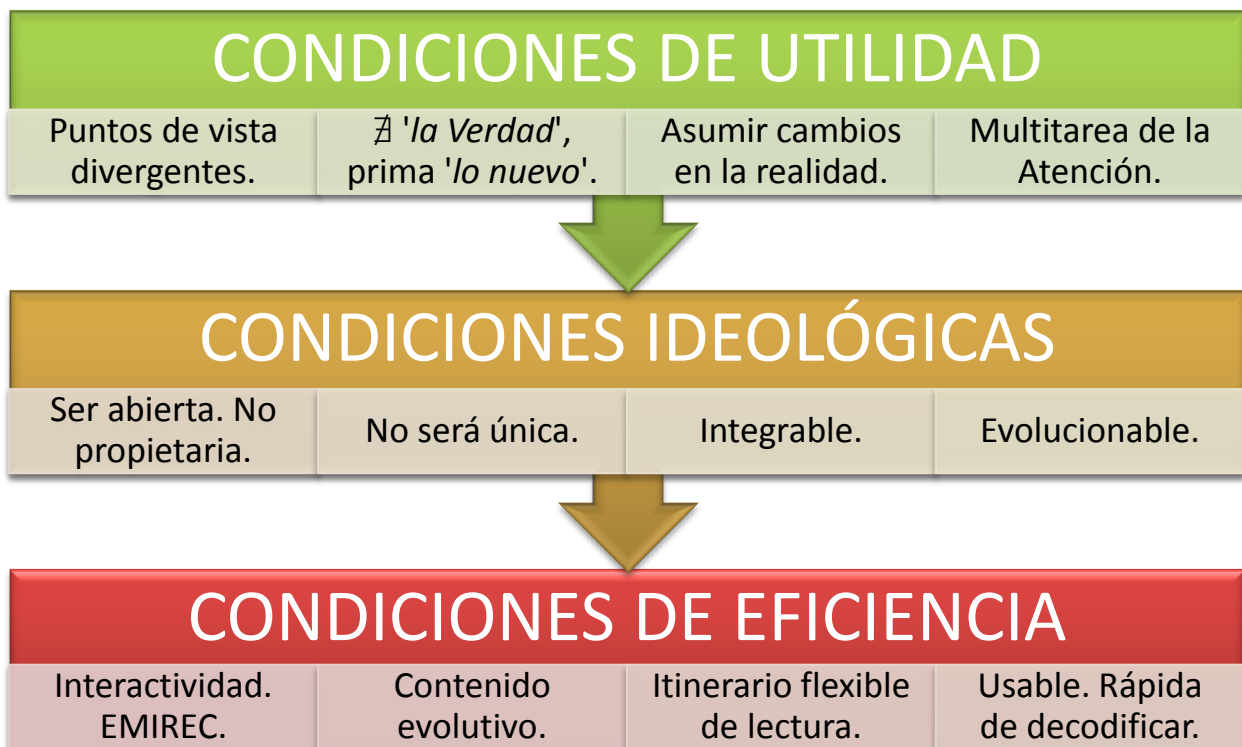 CONDICIONES DE UTILIDAD
Puntos de vista
divergentes.
∄ 'la Verdad',
prima 'lo nuevo'.
Asumir cambios
en la realidad.
Multitarea de la
Atención.
CONDICIONES IDEOLÓGICAS
Ser abierta. No
propietaria.
No será única.
Integrable.
Evolucionable.
CONDICIONES DE EFICIENCIA
Interactividad.
EMIREC.
Contenido
evolutivo.
Itinerario flexible
de lectura.
Usable. Rápida
de decodificar.